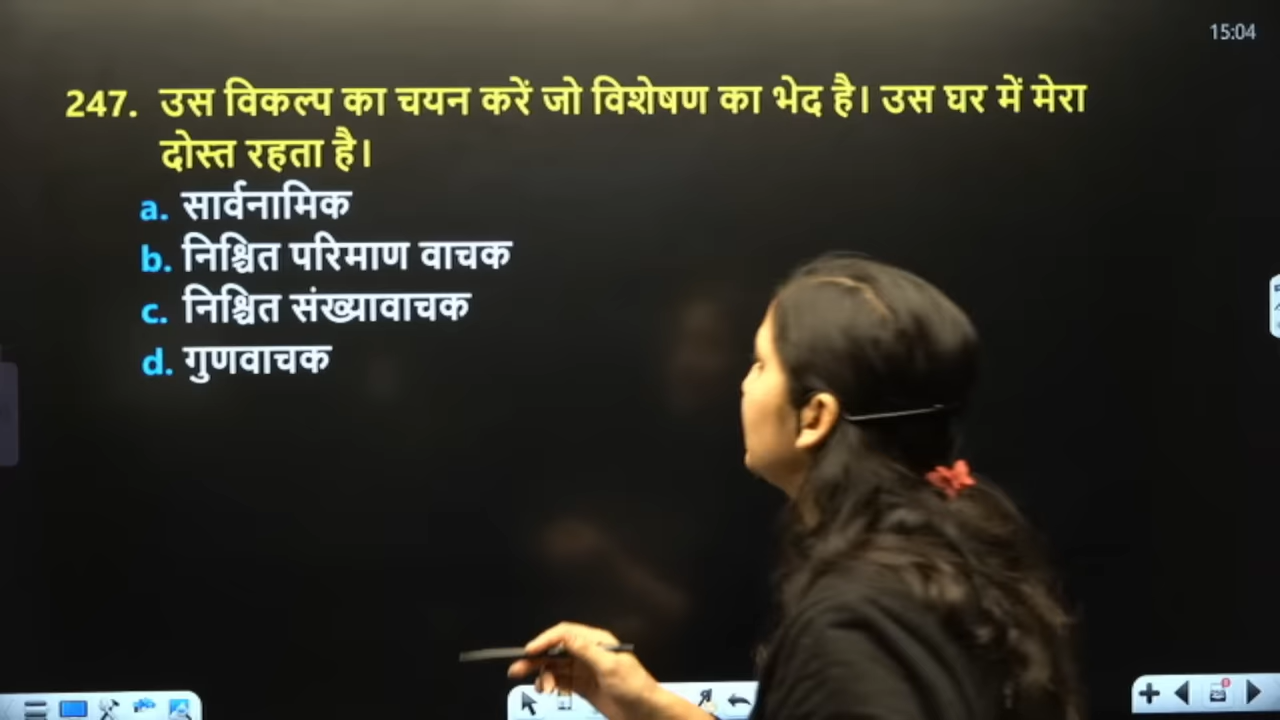 15:04
247. उस विकल्प का चयन करें जो विशेषण का भेद है। उस घर में मेरा
दोस्त रहता है।
a. सार्वनामिक
b. निश्चित परिमाण वाचक
c. निश्चित संख्यावाचक
d. गुणवाचक